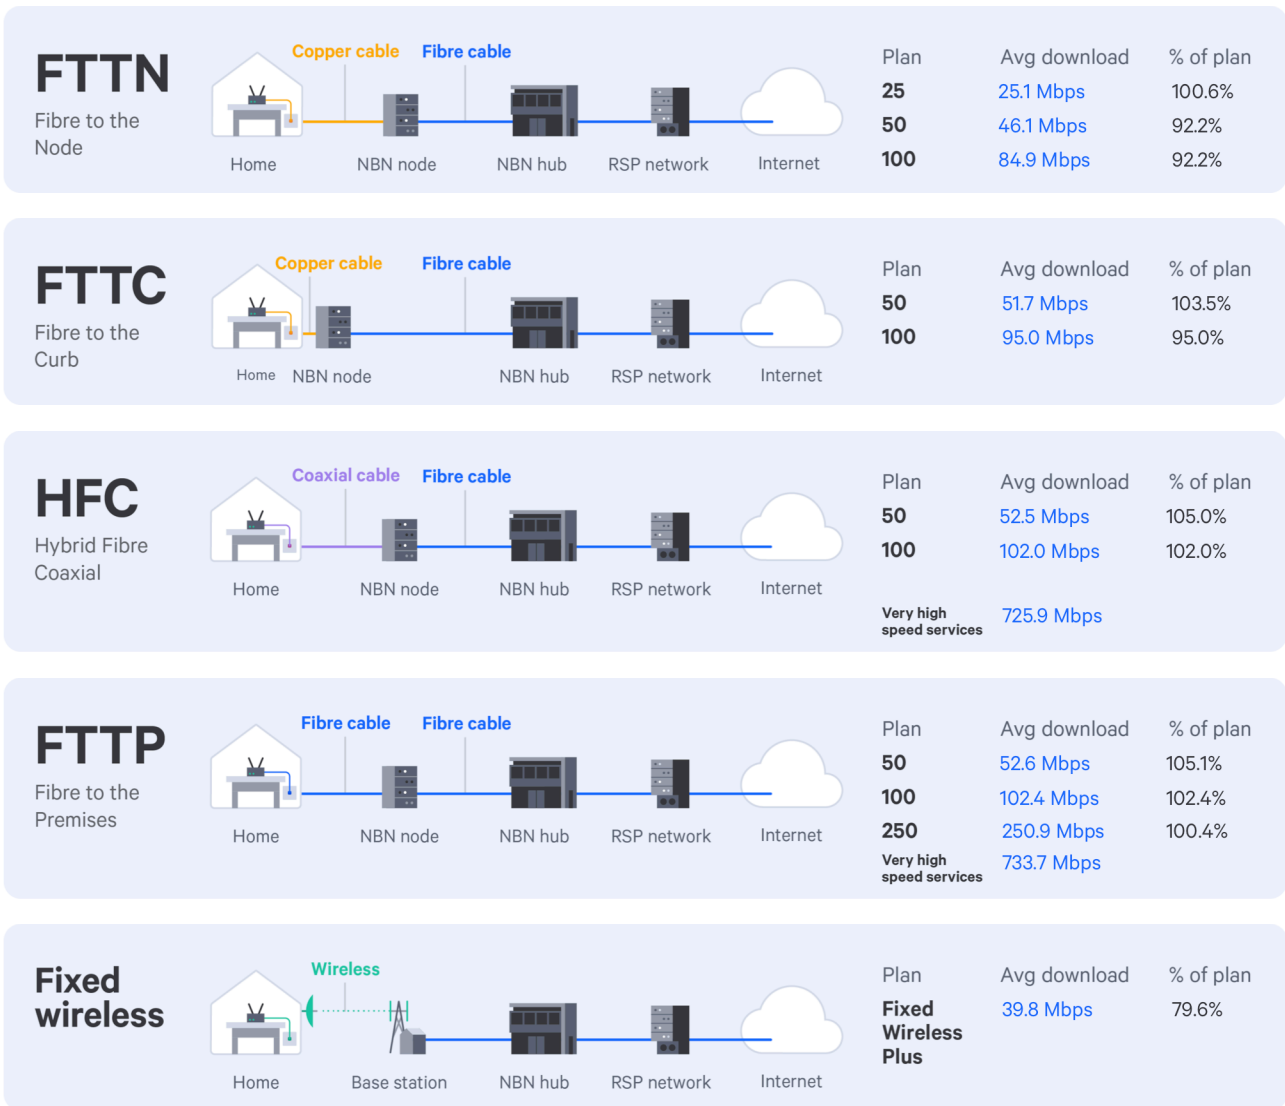 FTTN
Fibre to the
Node
Copper cable
Fibre cable
Home
NBN node
NBN hub
RSP network
Internet
Plan Avg download % of plan
25 25.1 Mbps 100.6%
50 46.1 Mbps 92.2%
100 84.9 Mbps 92.2%
FTTC
Fibre to the
Curb
Copper cable
Fibre cable
Home
NBN node
NBN hub
RSP network
Internet
Plan Avg download % of plan
50 51.7 Mbps 103.5%
100 95.0 Mbps 95.0%
HFC
Hybrid Fibre
Coaxial
Coaxial cable
Fibre cable
Home
NBN node
NBN hub
RSP network
Internet
Plan Avg download % of plan
50 52.5 Mbps 105.0%
100 102.0 Mbps 102.0%
Very high
speed services 725.9 Mbps
FTTP
Fibre to the
Premises
Fibre cable
Fibre cable
Home
NBN node
NBN hub
RSP network
Internet
Plan Avg download % of plan
50 52.6 Mbps 105.1%
100 102.4 Mbps 102.4%
250 250.9 Mbps 100.4%
Very high
speed services 733.7 Mbps
Fixed
wireless
Wireless
Home
Base station
NBN hub
RSP network
Internet
Plan Avg download % of plan
Fixed 39.8 Mbps 79.6%
Wireless
Plus